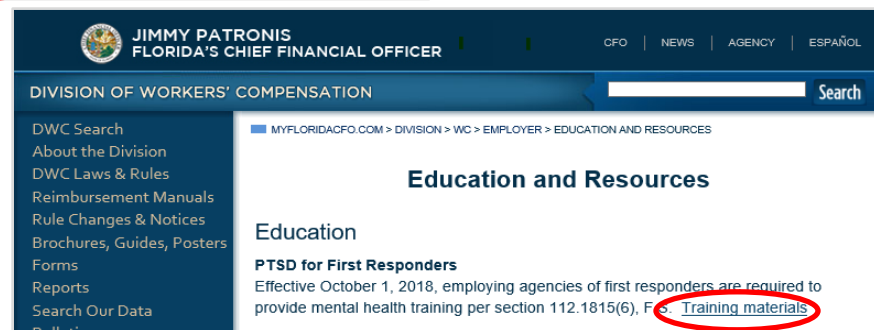 JIMMY PATRONIS
FLORIDA'S CHIEF FINANCIAL OFFICER
CFO | NEWS | AGENCY | ESPAÑOL
DIVISION OF WORKERS' COMPENSATION
Search
DWC Search
About the Division
DWC Laws & Rules
Reimbursement Manuals
Rule Changes & Notices
Brochures, Guides, Posters
Forms
Reports
Search Our Data
MYFLORIDACFO.COM > DIVISION > WC > EMPLOYER > EDUCATION AND RESOURCES
Education and Resources
Education
PTSD for First Responders
Effective October 1, 2018, employing agencies of first responders are required to
provide mental health training per section 112.1815(6), F.S. Training materials